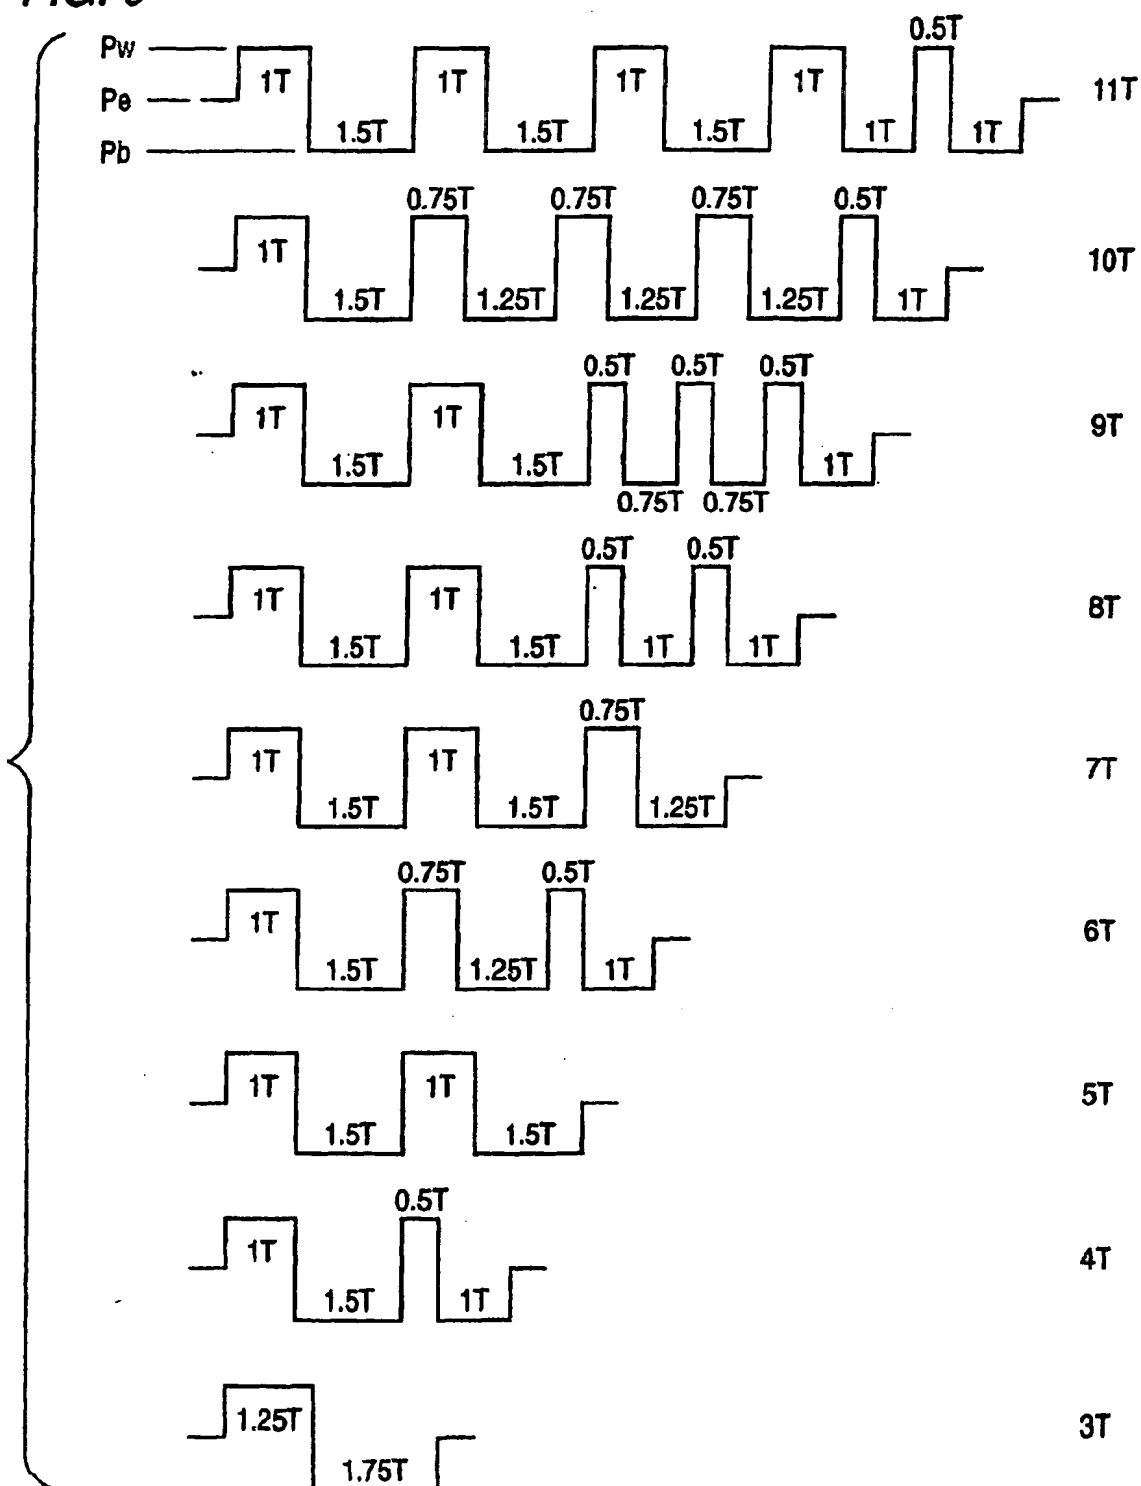 Pw
0.5T
1T 1T 1T 1T
11T
Pe
Pb
1.5T 1.5T 1.5T 1T 1T
0.75T 0.75T 0.75T 0.5T
1T
10T
1.5T 1.25T 1.25T 1.25T 1T
0.5T 0.5T 0.5T
1T 1T
9T
1.5T 1.5T 1T
0.75T 0.75T
0.5T 0.5T
1T 1T
8T
1.5T 1.5T 1T 1T
0.75T
1T 1T
7T
1.5T 1.5T 1.25T
0.75T 0.5T
1T
6T
1.5T 1.25T 1T
1T 1T
5T
1.5T 1.5T
0.5T
1T
4T
1.5T 1T
1.25T
3T
1.75T